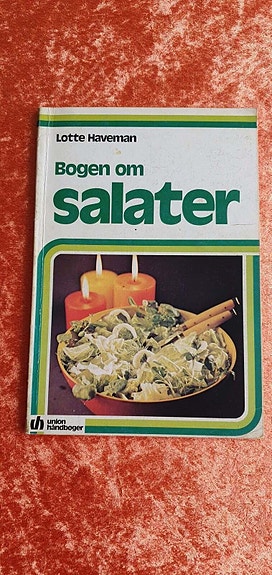 Lotte Haveman
Bogen om
salater
union
håndbøger